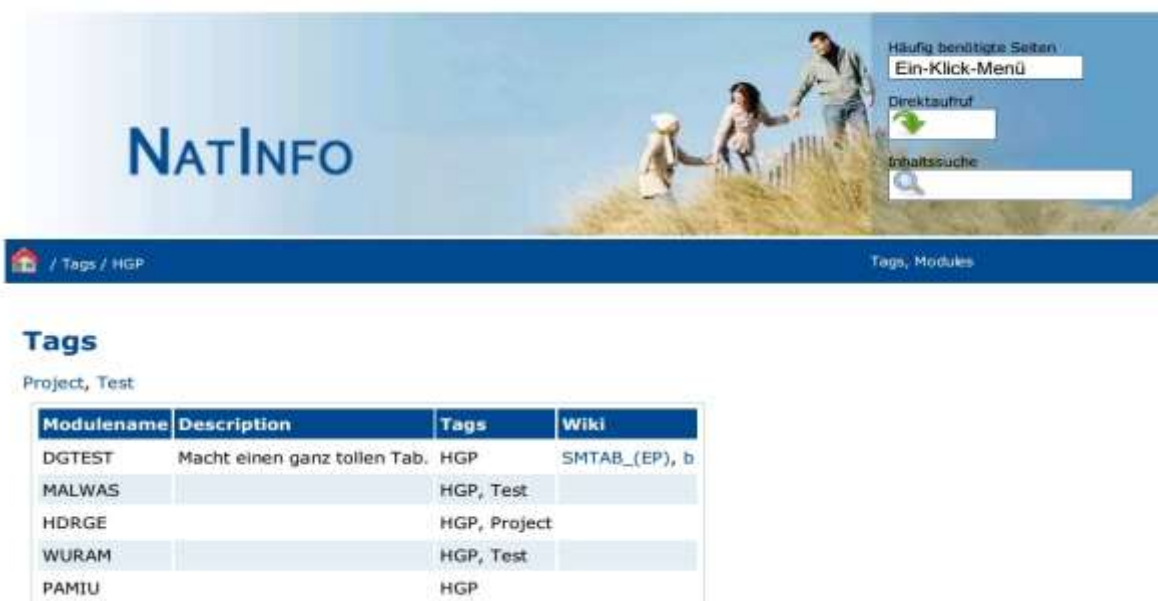 NATINFO
Häufig benötigte Seiten
Ein-Klick-Menü
Direktaufruf
Inhaltssuche
/ Tags / HGP
Tags, Modules
Tags
Project, Test
Modulename Description Tags Wiki
DGTEST Macht einen ganz tollen Tab. HGP SMTAB_(EP), b
MALWAS HGP, Test
HDRGE HGP, Project
WURAM HGP, Test
PAMIU HGP